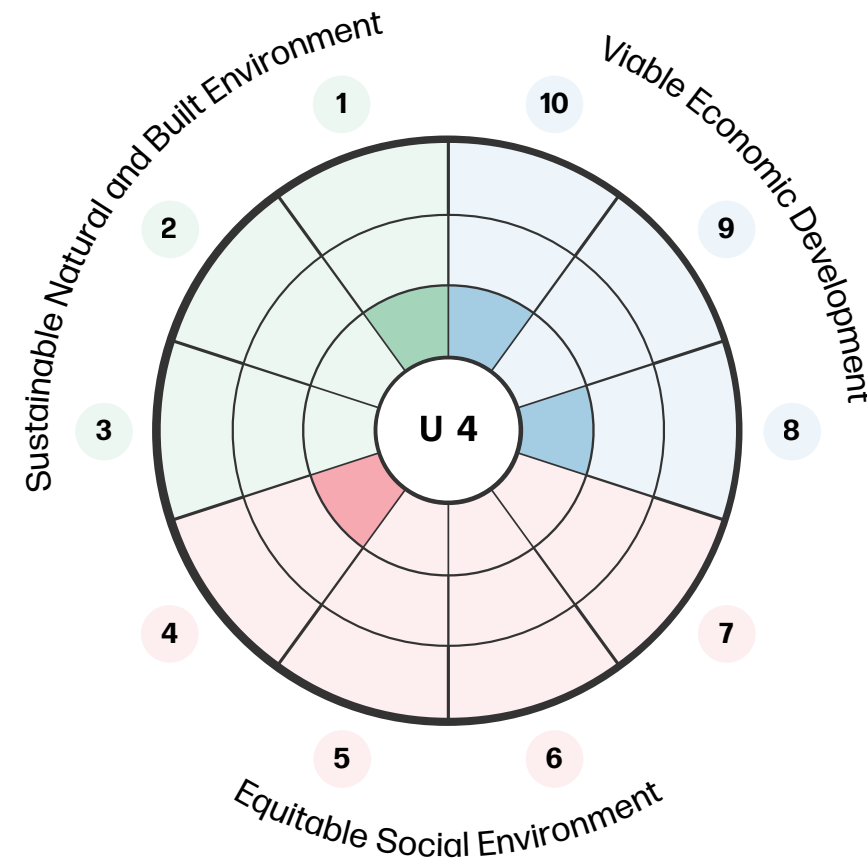 Sustainable Natural and Built Environment
Viable Economic Development
1
10
2
9
3
U 4
8
4
7
5
6
Equitable Social Environment